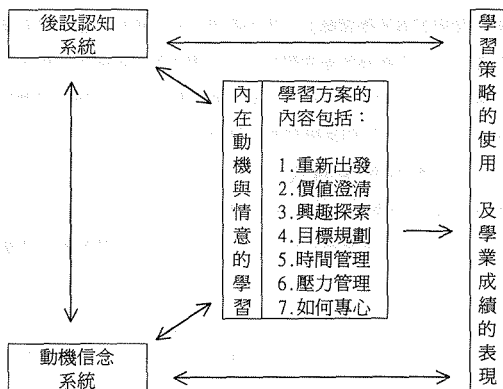 後設認知
系統
內在動機與情意的學習
學習方案的
內容包括：
1.重新出發
2.價值澄清
3.興趣探索
4.目標規劃
5.時間管理
6.壓力管理
7.如何專心
動機信念
系統
學習策略的使用　及學業成績的表現